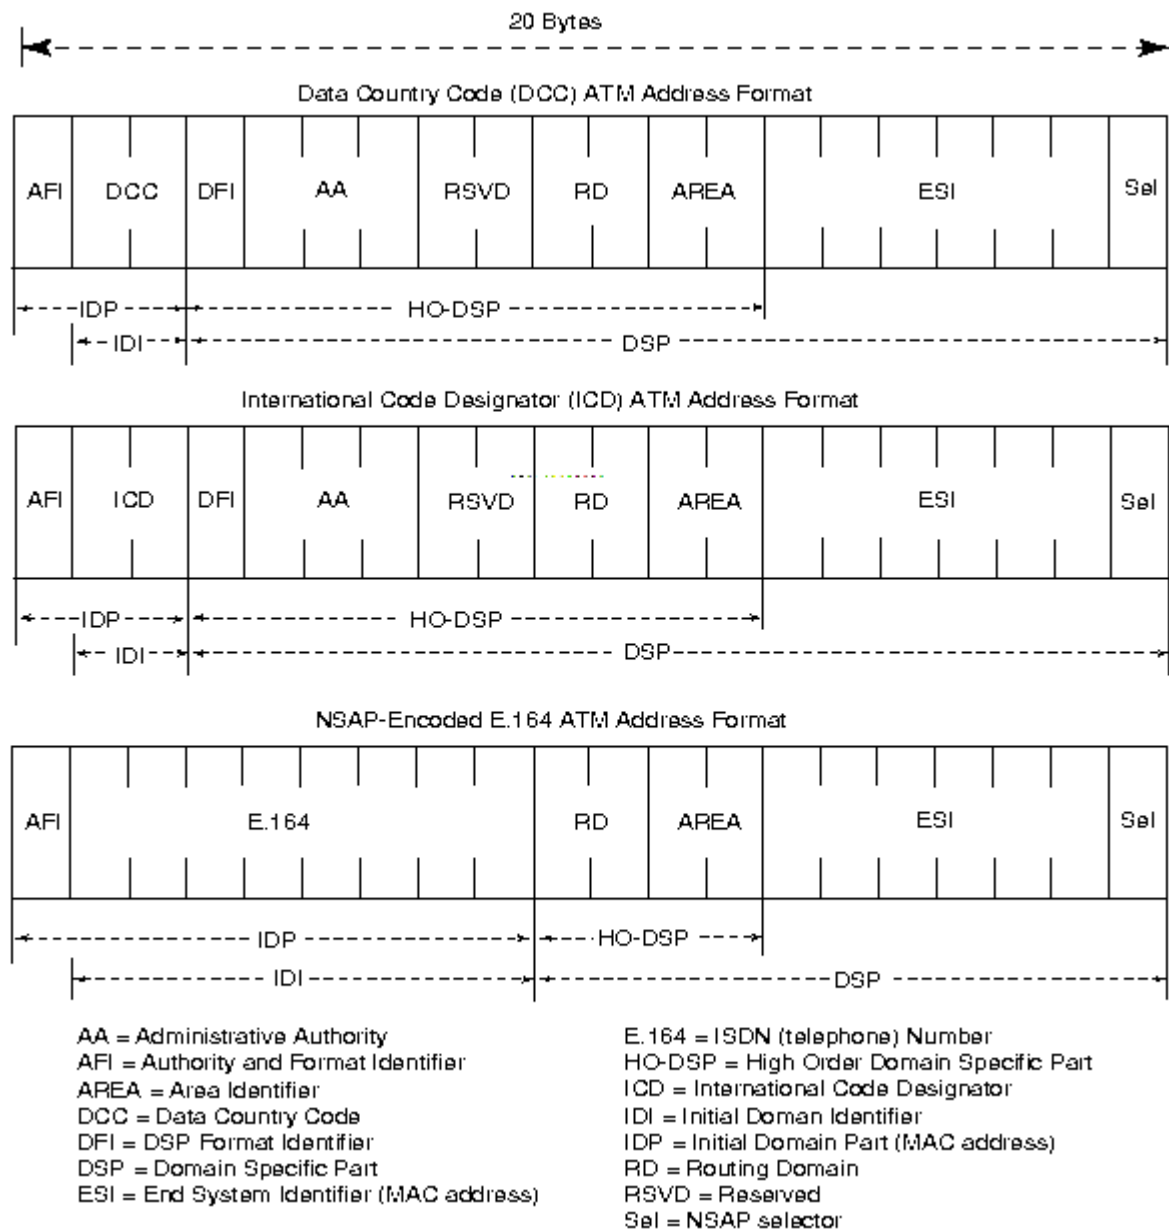 20 Bytes
Data Country Code (DCC) ATM Address Format
AFI DCC DFI AA RSVD RD AREA ESI Sel
IDP HO-DSP
IDI DSP
International Code Designator (ICD) ATM Address Format
AFI ICD DFI AA RSVD RD AREA ESI Sel
IDP HO-DSP
IDI DSP
NSAP-Encoded E.164 ATM Address Format
AFI E.164 RD AREA ESI Sel
IDP HO-DSP
IDI DSP
AA = Administrative Authority
AFI = Authority and Format Identifier
AREA = Area Identifier
DCC = Data Country Code
DFI = DSP Format Identifier
DSP = Domain Specific Part
ESI = End System Identifier (MAC address)
E.164 = ISDN (telephone) Number
HO-DSP = High Order Domain Specific Part
ICD = International Code Designator
IDI = Initial Doman Identifier
IDP = Initial Domain Part (MAC address)
RD = Routing Domain
RSVD = Reserved
Sel = NSAP selector